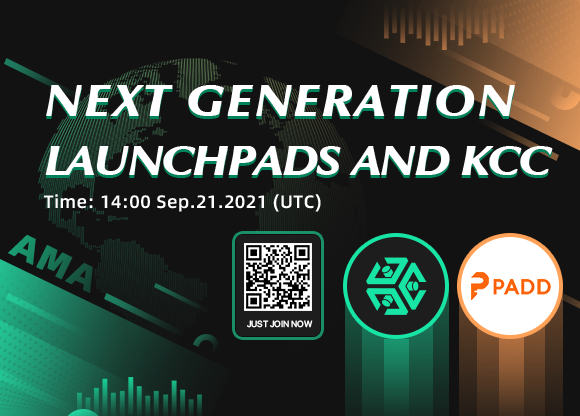 NEXT GENERATION
LAUNCHPADS AND KCC
Time: 14:00 Sep.21.2021 (UTC)
AMA
JUST JOIN NOW
PADD